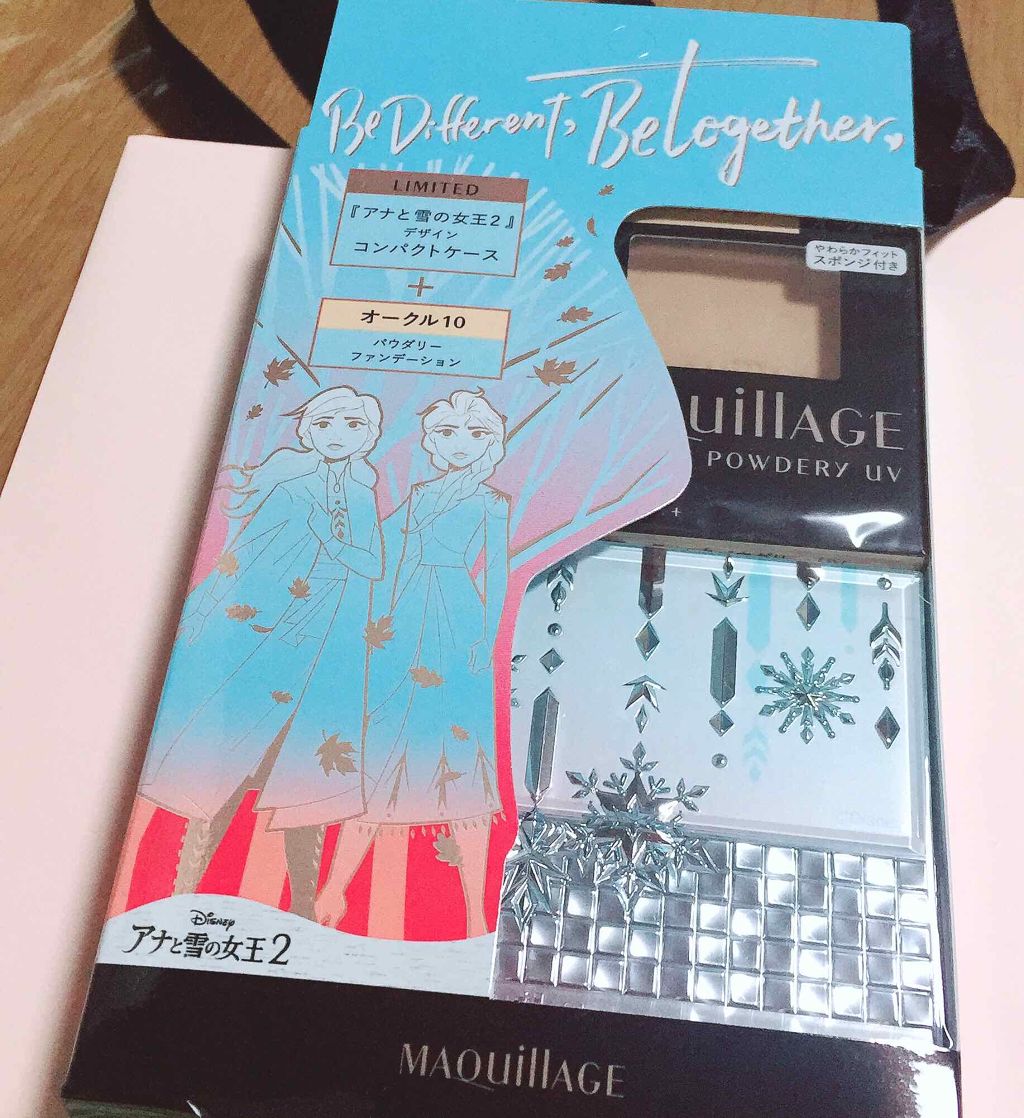 Be Different, Be together,
LIMITED
『アナと雪の女王2』
デザイン
コンパクトケース
+
オークル10
パウダリー
ファンデーション
やわらかフィット
スポンジ付き
QuillAGE
POWDERY UV
+
Disney
アナと雪の女王2
MAQuillAGE